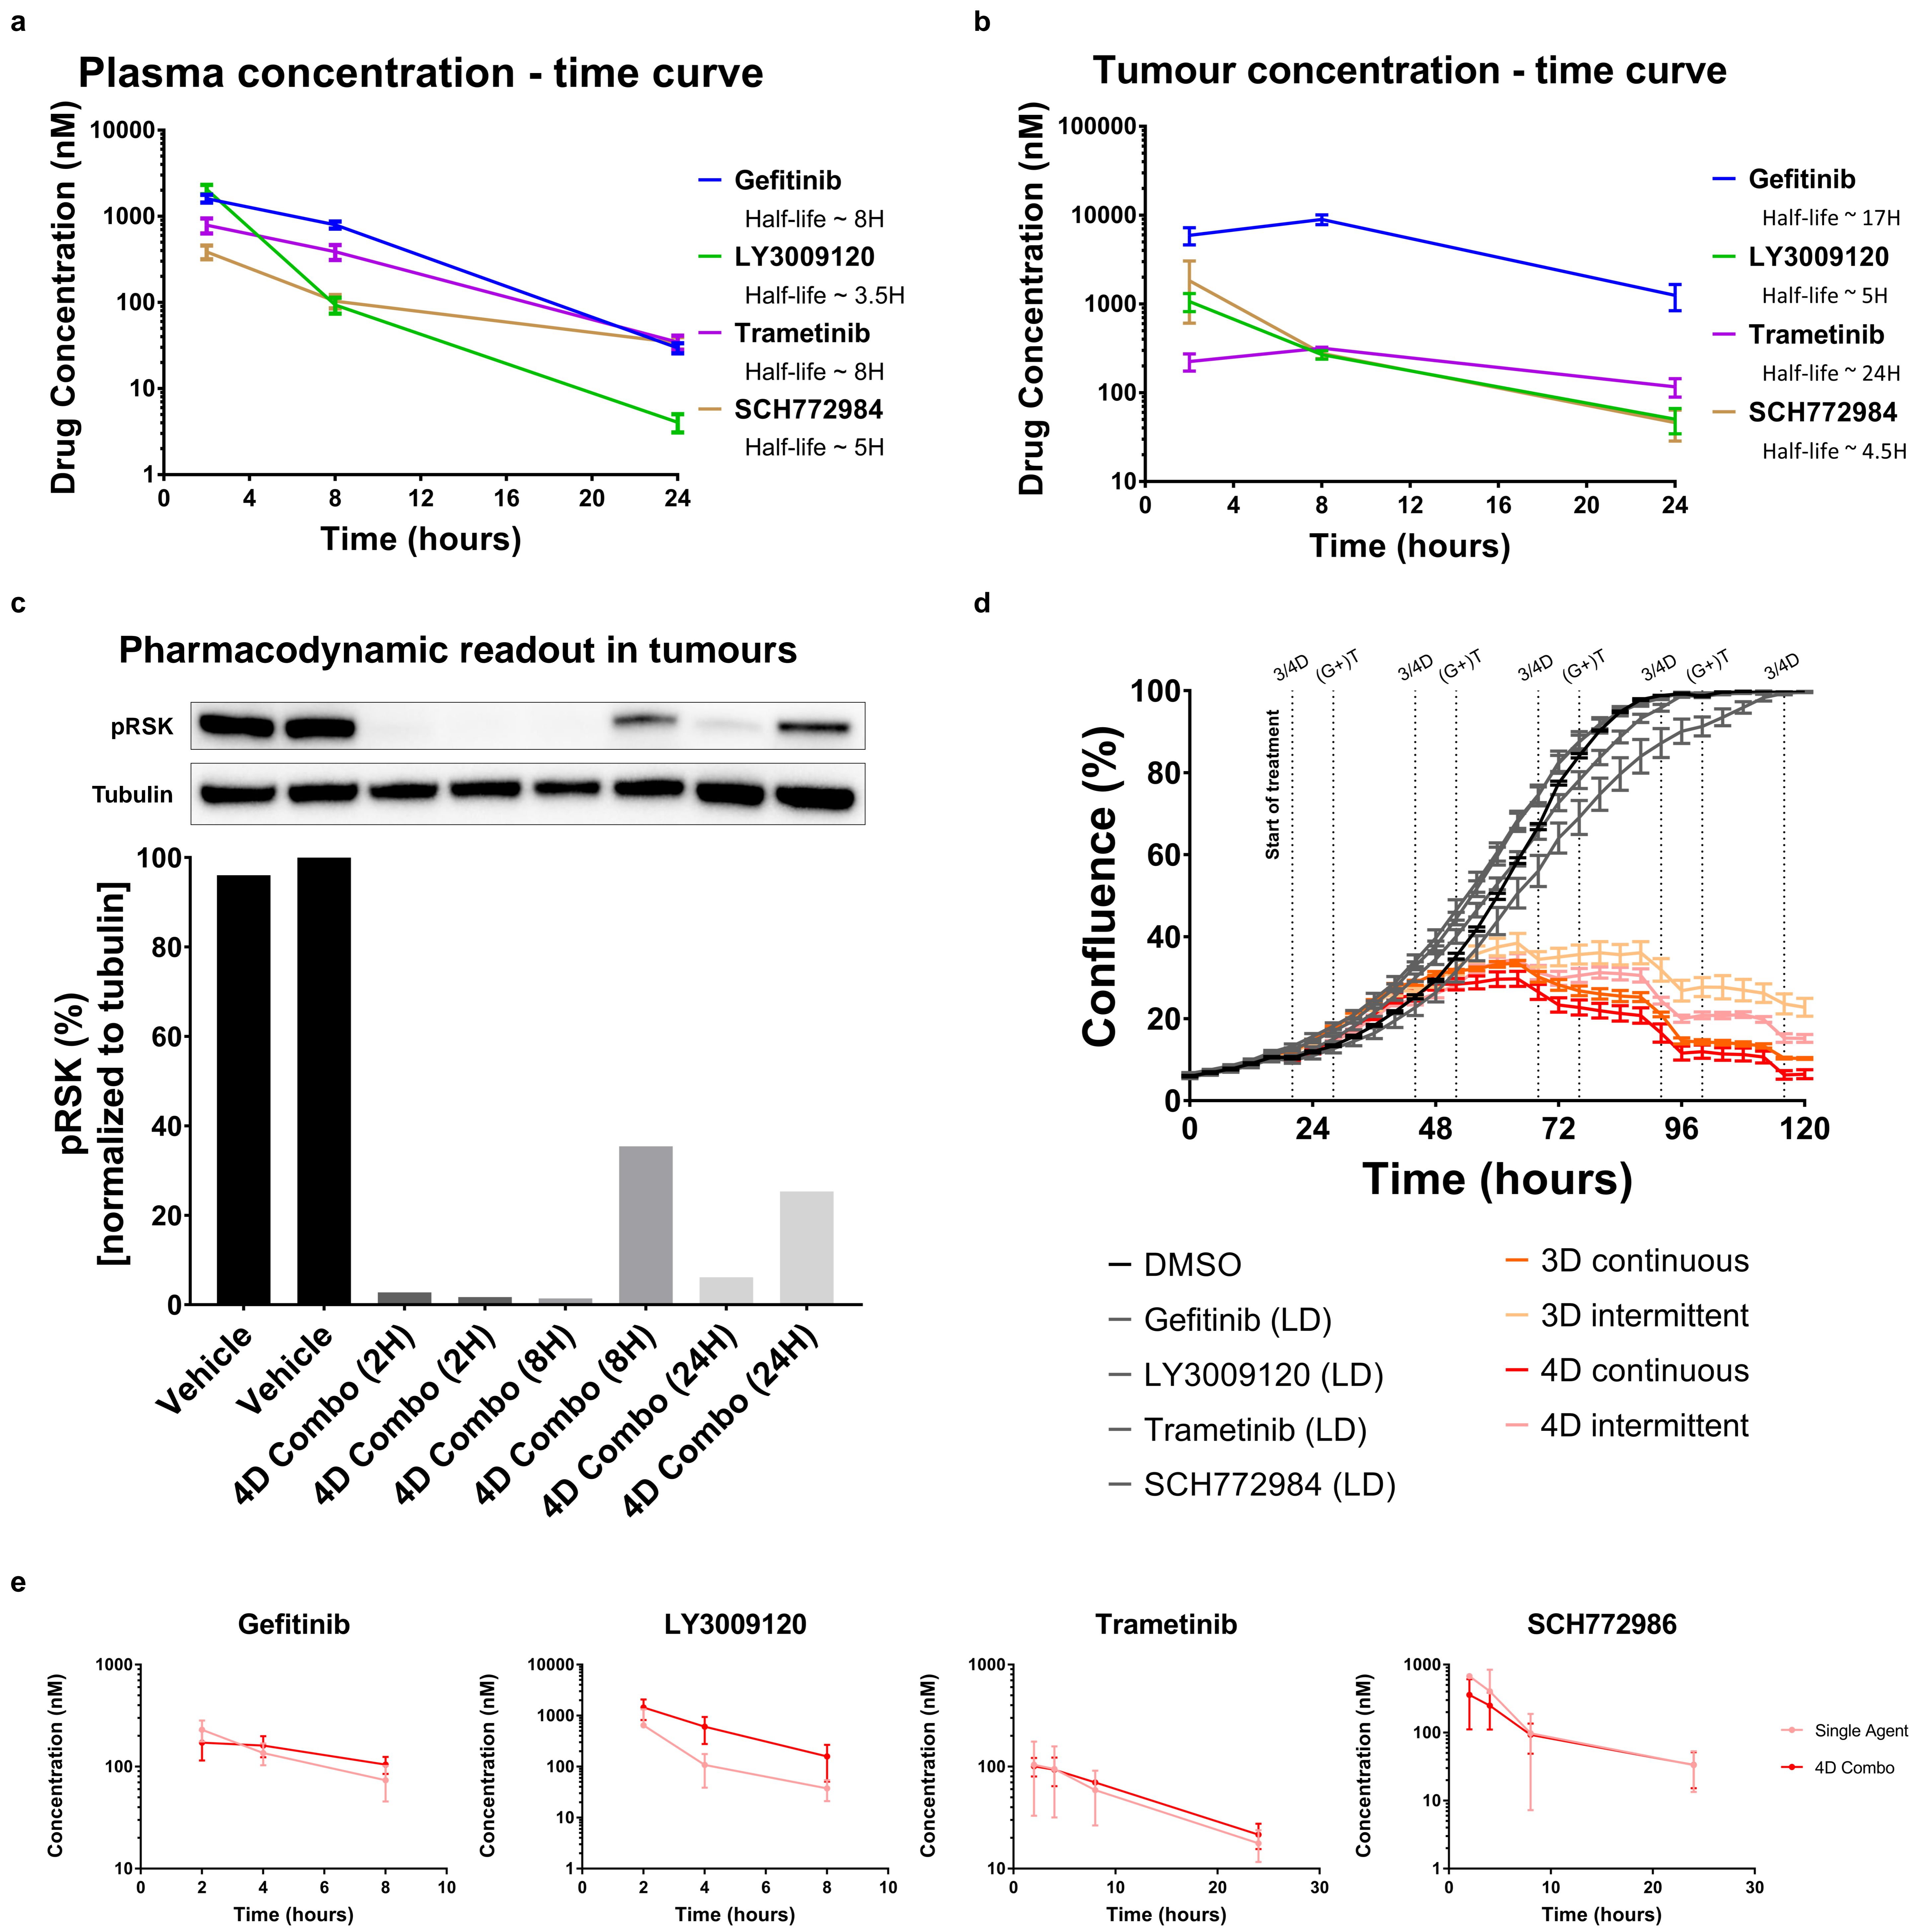 a
Plasma concentration - time curve
Drug Concentration (nM)
10000
1000
100
10
1
0 4 8 12 16 20 24
Time (hours)
Gefitinib
Half-life ~ 8H
LY3009120
Half-life ~ 3.5H
Trametinib
Half-life ~ 8H
SCH772984
Half-life ~ 5H
b
Tumour concentration - time curve
Drug Concentration (nM)
100000
10000
1000
100
10
0 4 8 12 16 20 24
Time (hours)
Gefitinib
Half-life ~ 17H
LY3009120
Half-life ~ 5H
Trametinib
Half-life ~ 24H
SCH772984
Half-life ~ 4.5H
c
Pharmacodynamic readout in tumours
pRSK
Tubulin
pRSK (%)
[normalized to tubulin]
100
80
60
40
20
0
Vehicle
Vehicle
4D Combo (2H)
4D Combo (2H)
4D Combo (8H)
4D Combo (8H)
4D Combo (24H)
4D Combo (24H)
d
3/4D (G+)T 3/4D (G+)T 3/4D (G+)T 3/4D (G+)T 3/4D
Start of treatment
Confluence (%)
100
80
60
40
20
0
0 24 48 72 96 120
Time (hours)
DMSO
Gefitinib (LD)
LY3009120 (LD)
Trametinib (LD)
SCH772984 (LD)
3D continuous
3D intermittent
4D continuous
4D intermittent
e
Gefitinib
Concentration (nM)
1000
100
10
0 2 4 6 8 10
Time (hours)
LY3009120
Concentration (nM)
10000
1000
100
10
1
0 2 4 6 8 10
Time (hours)
Trametinib
Concentration (nM)
1000
100
10
0 10 20 30
Time (hours)
SCH772986
Concentration (nM)
1000
100
10
1
0 10 20 30
Time (hours)
Single Agent
4D Combo